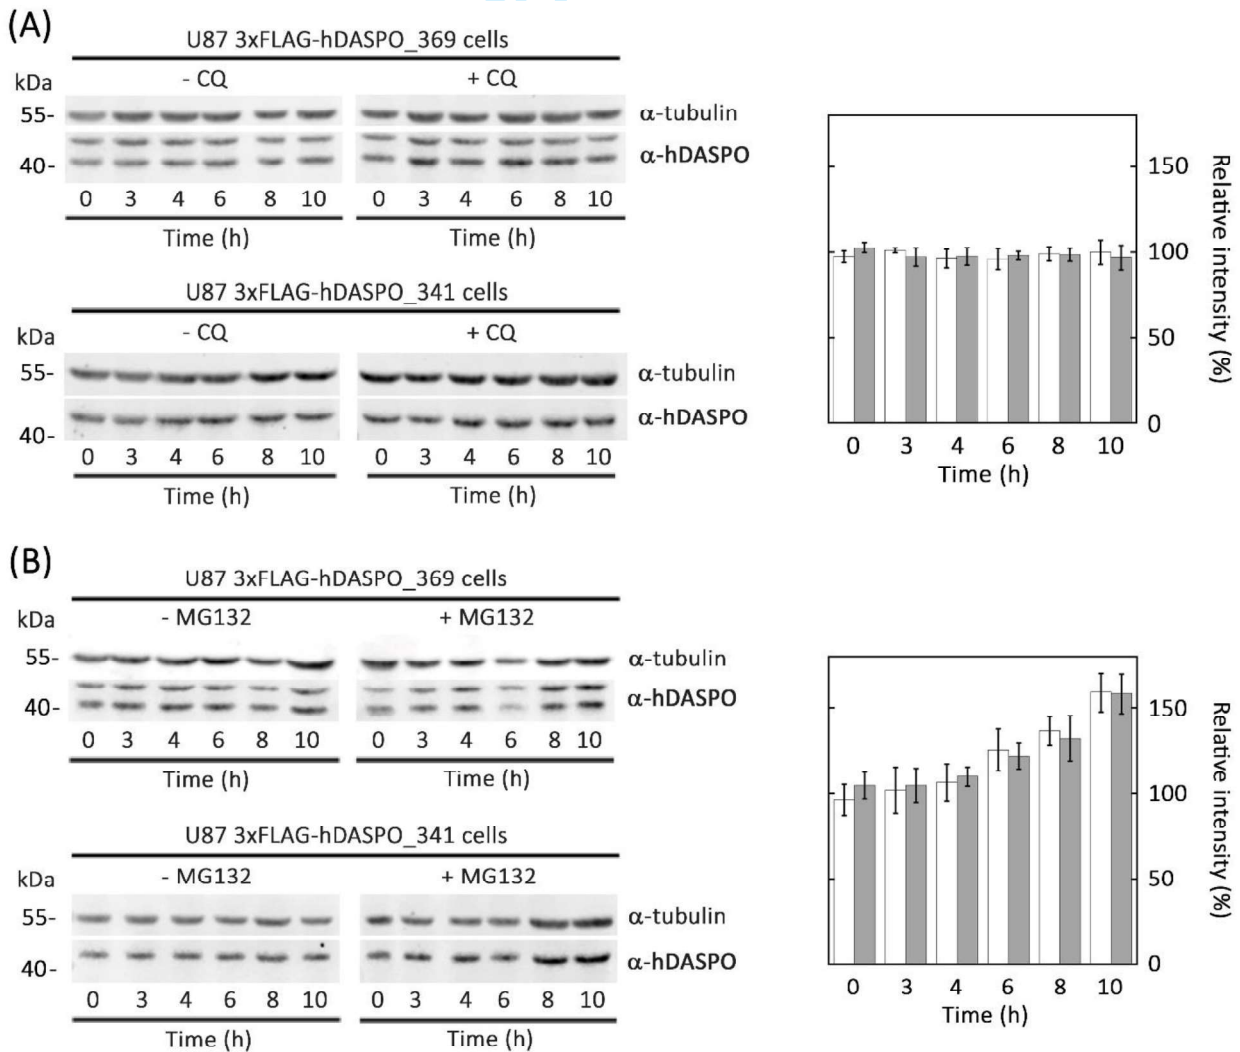 (A)
U87 3xFLAG-hDASPO_369 cells
kDa
- CQ
+ CQ
55-
α-tubulin
α-hDASPO
40-
0 3 4 6 8 10
0 3 4 6 8 10
Time (h)
Time (h)
U87 3xFLAG-hDASPO_341 cells
kDa
- CQ
+ CQ
55-
α-tubulin
α-hDASPO
40-
0 3 4 6 8 10
0 3 4 6 8 10
Time (h)
Time (h)
150
100
50
0
Relative intensity (%)
0 3 4 6 8 10
Time (h)
(B)
U87 3xFLAG-hDASPO_369 cells
kDa
- MG132
+ MG132
55-
α-tubulin
α-hDASPO
40-
0 3 4 6 8 10
0 3 4 6 8 10
Time (h)
Time (h)
U87 3xFLAG-hDASPO_341 cells
kDa
- MG132
+ MG132
55-
α-tubulin
α-hDASPO
40-
0 3 4 6 8 10
0 3 4 6 8 10
Time (h)
Time (h)
150
100
50
0
Relative intensity (%)
0 3 4 6 8 10
Time (h)